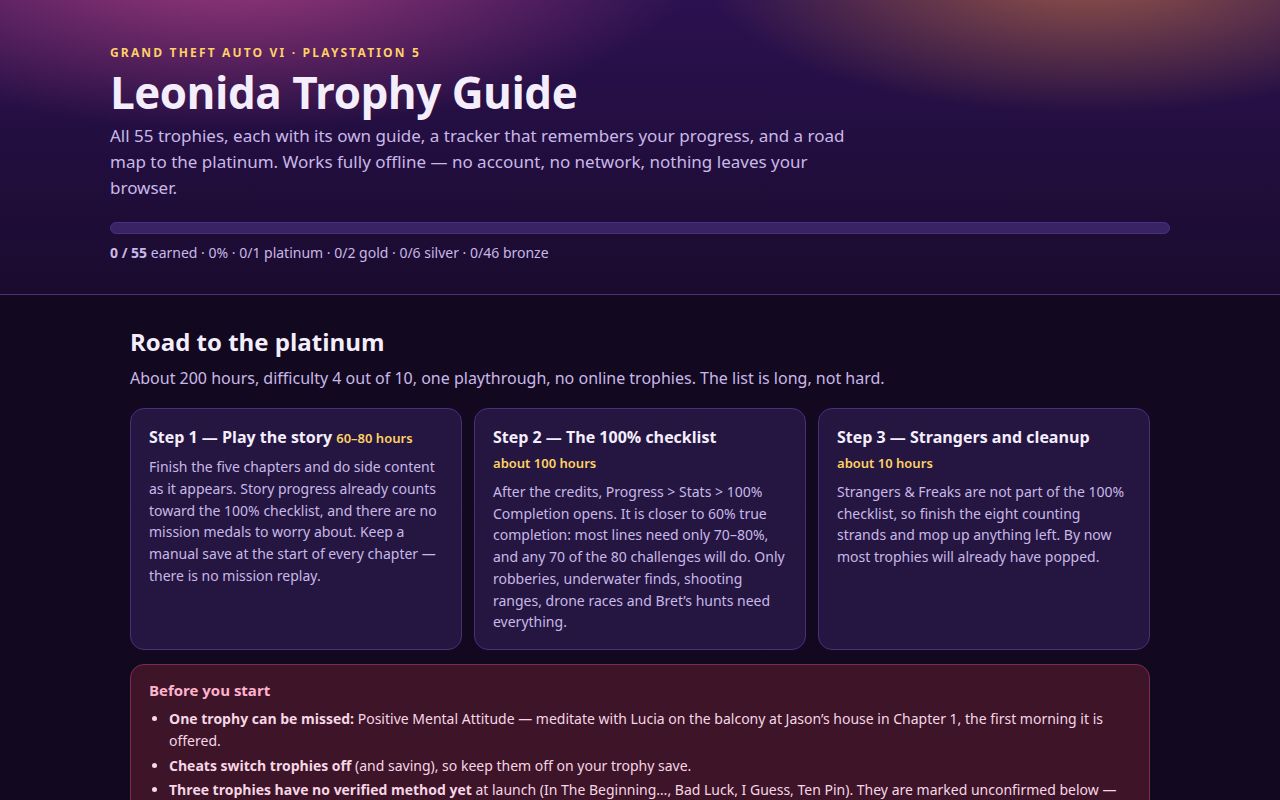 GRAND THEFT AUTO VI · PLAYSTATION 5
Leonida Trophy Guide
All 55 trophies, each with its own guide, a tracker that remembers your progress, and a road
map to the platinum. Works fully offline — no account, no network, nothing leaves your
browser.
0 / 55 earned · 0% · 0/1 platinum · 0/2 gold · 0/6 silver · 0/46 bronze
Road to the platinum
About 200 hours, difficulty 4 out of 10, one playthrough, no online trophies. The list is long, not hard.
Step 1 — Play the story 60–80 hours
Finish the five chapters and do side content
as it appears. Story progress already counts
toward the 100% checklist, and there are no
mission medals to worry about. Keep a
manual save at the start of every chapter —
there is no mission replay.
Step 2 — The 100% checklist
about 100 hours
After the credits, Progress > Stats > 100%
Completion opens. It is closer to 60% true
completion: most lines need only 70–80%,
and any 70 of the 80 challenges will do. Only
robberies, underwater finds, shooting
ranges, drone races and Bret’s hunts need
everything.
Step 3 — Strangers and cleanup
about 10 hours
Strangers & Freaks are not part of the 100%
checklist, so finish the eight counting
strands and mop up anything left. By now
most trophies will already have popped.
Before you start
• One trophy can be missed: Positive Mental Attitude — meditate with Lucia on the balcony at Jason’s house in Chapter 1, the first morning it is
offered.
• Cheats switch trophies off (and saving), so keep them off on your trophy save.
• Three trophies have no verified method yet at launch (In The Beginning…, Bad Luck, I Guess, Ten Pin). They are marked unconfirmed below —